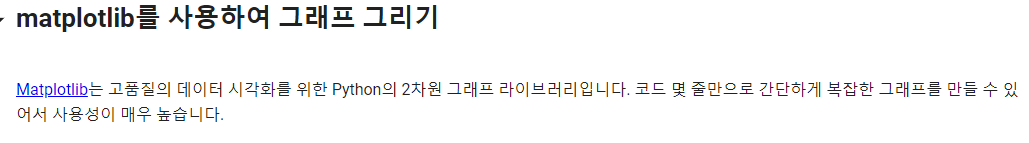 matplotlib를 사용하여 그래프 그리기
Matplotlib는 고품질의 데이터 시각화를 위한 Python의 2차원 그래프 라이브러리입니다. 코드 몇 줄만으로 간단하게 복잡한 그래프를 만들 수 있
어서 사용성이 매우 높습니다.